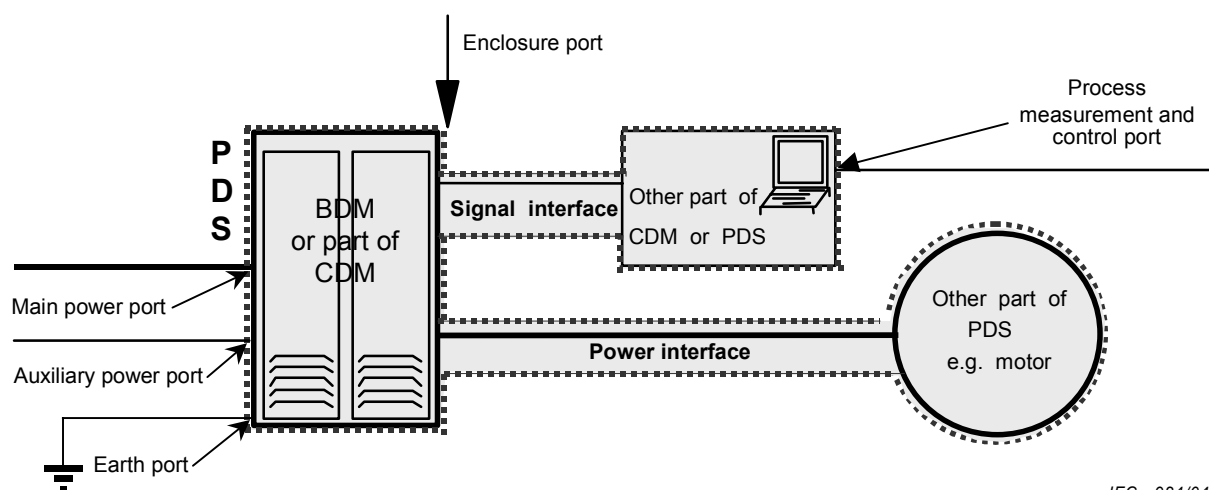 Enclosure port
Process
measurement and
control port
P
D
S
BDM
or part of
CDM
Signal interface
Other part of
CDM or PDS
Main power port
Other part of
PDS
e.g. motor
Power interface
Auxiliary power port
Earth port